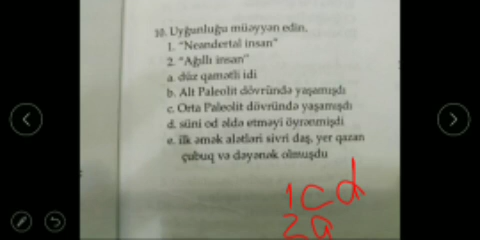 10. Uyğunluğu müəyyən edin.
1. "Neandertal insan"
2. "Ağıllı insan"
a. düz qamətli idi
b. Alt Paleolit dövründə yaşamışdı
c. Orta Paleolit dövründə yaşamışdı
d. süni od əldə etməyi öyrənmişdi
e. ilk əmək alətləri sivri daş, yer qazan
çubuq və dəyənək olmuşdu
1cd
2a